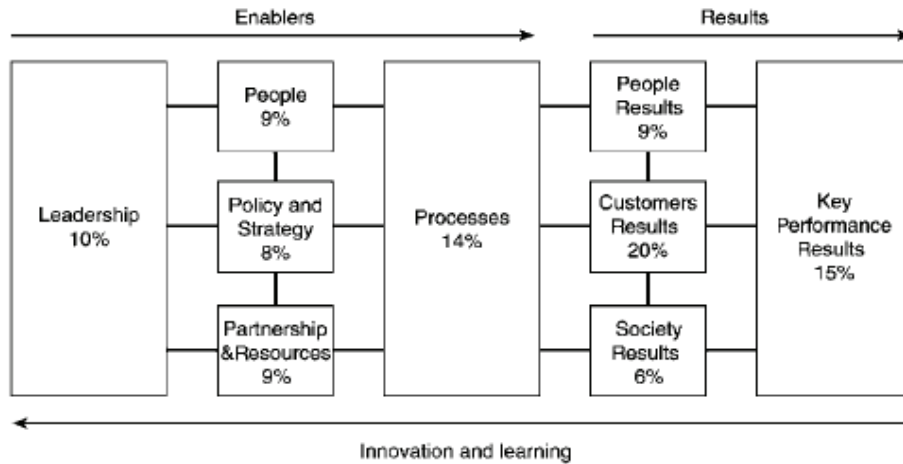 Enablers
Results
Leadership
10%
People
9%
Policy and
Strategy
8%
Partnership
&Resources
9%
Processes
14%
People
Results
9%
Customers
Results
20%
Society
Results
6%
Key
Performance
Results
15%
Innovation and learning